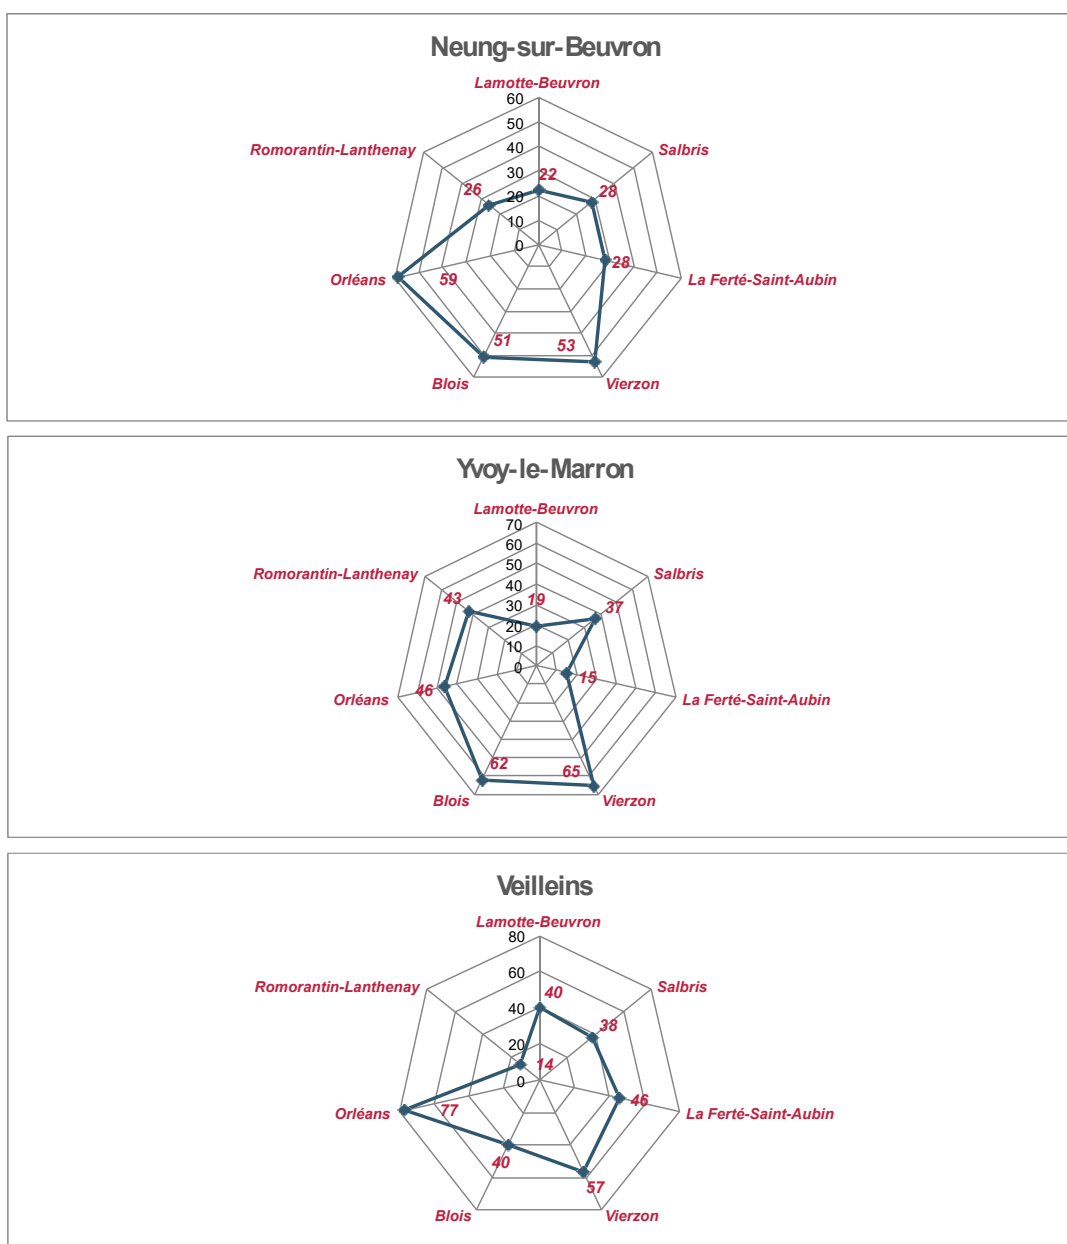 Neung-sur-Beuvron
Lamotte-Beuvron
60
50
Romorantin-Lanthenay
Salbris
40
30
26
22
28
20
10
0
28
Orléans
59
La Ferté-Saint-Aubin
51
53
Blois
Vierzon
Yvoy-le-Marron
Lamotte-Beuvron
70
60
50
Romorantin-Lanthenay
Salbris
40
43
19
37
30
20
10
0
15
46
Orléans
La Ferté-Saint-Aubin
62
65
Blois
Vierzon
Veilleins
Lamotte-Beuvron
80
60
Romorantin-Lanthenay
Salbris
40
40
38
20
14
0
46
Orléans
77
La Ferté-Saint-Aubin
40
57
Blois
Vierzon